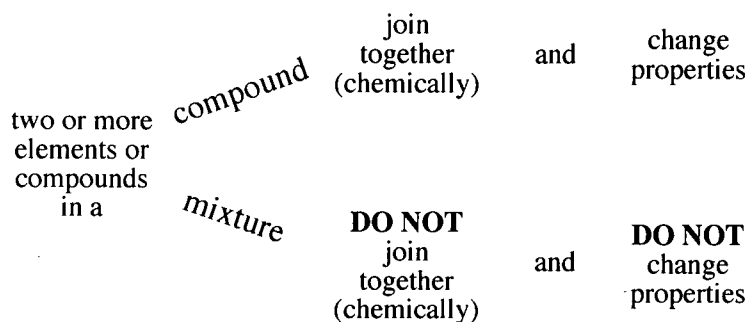 two or more
elements or
compounds
in a
compound
join
together
(chemically)
and
change
properties
mixture
DO NOT
join
together
(chemically)
and
DO NOT
change
properties